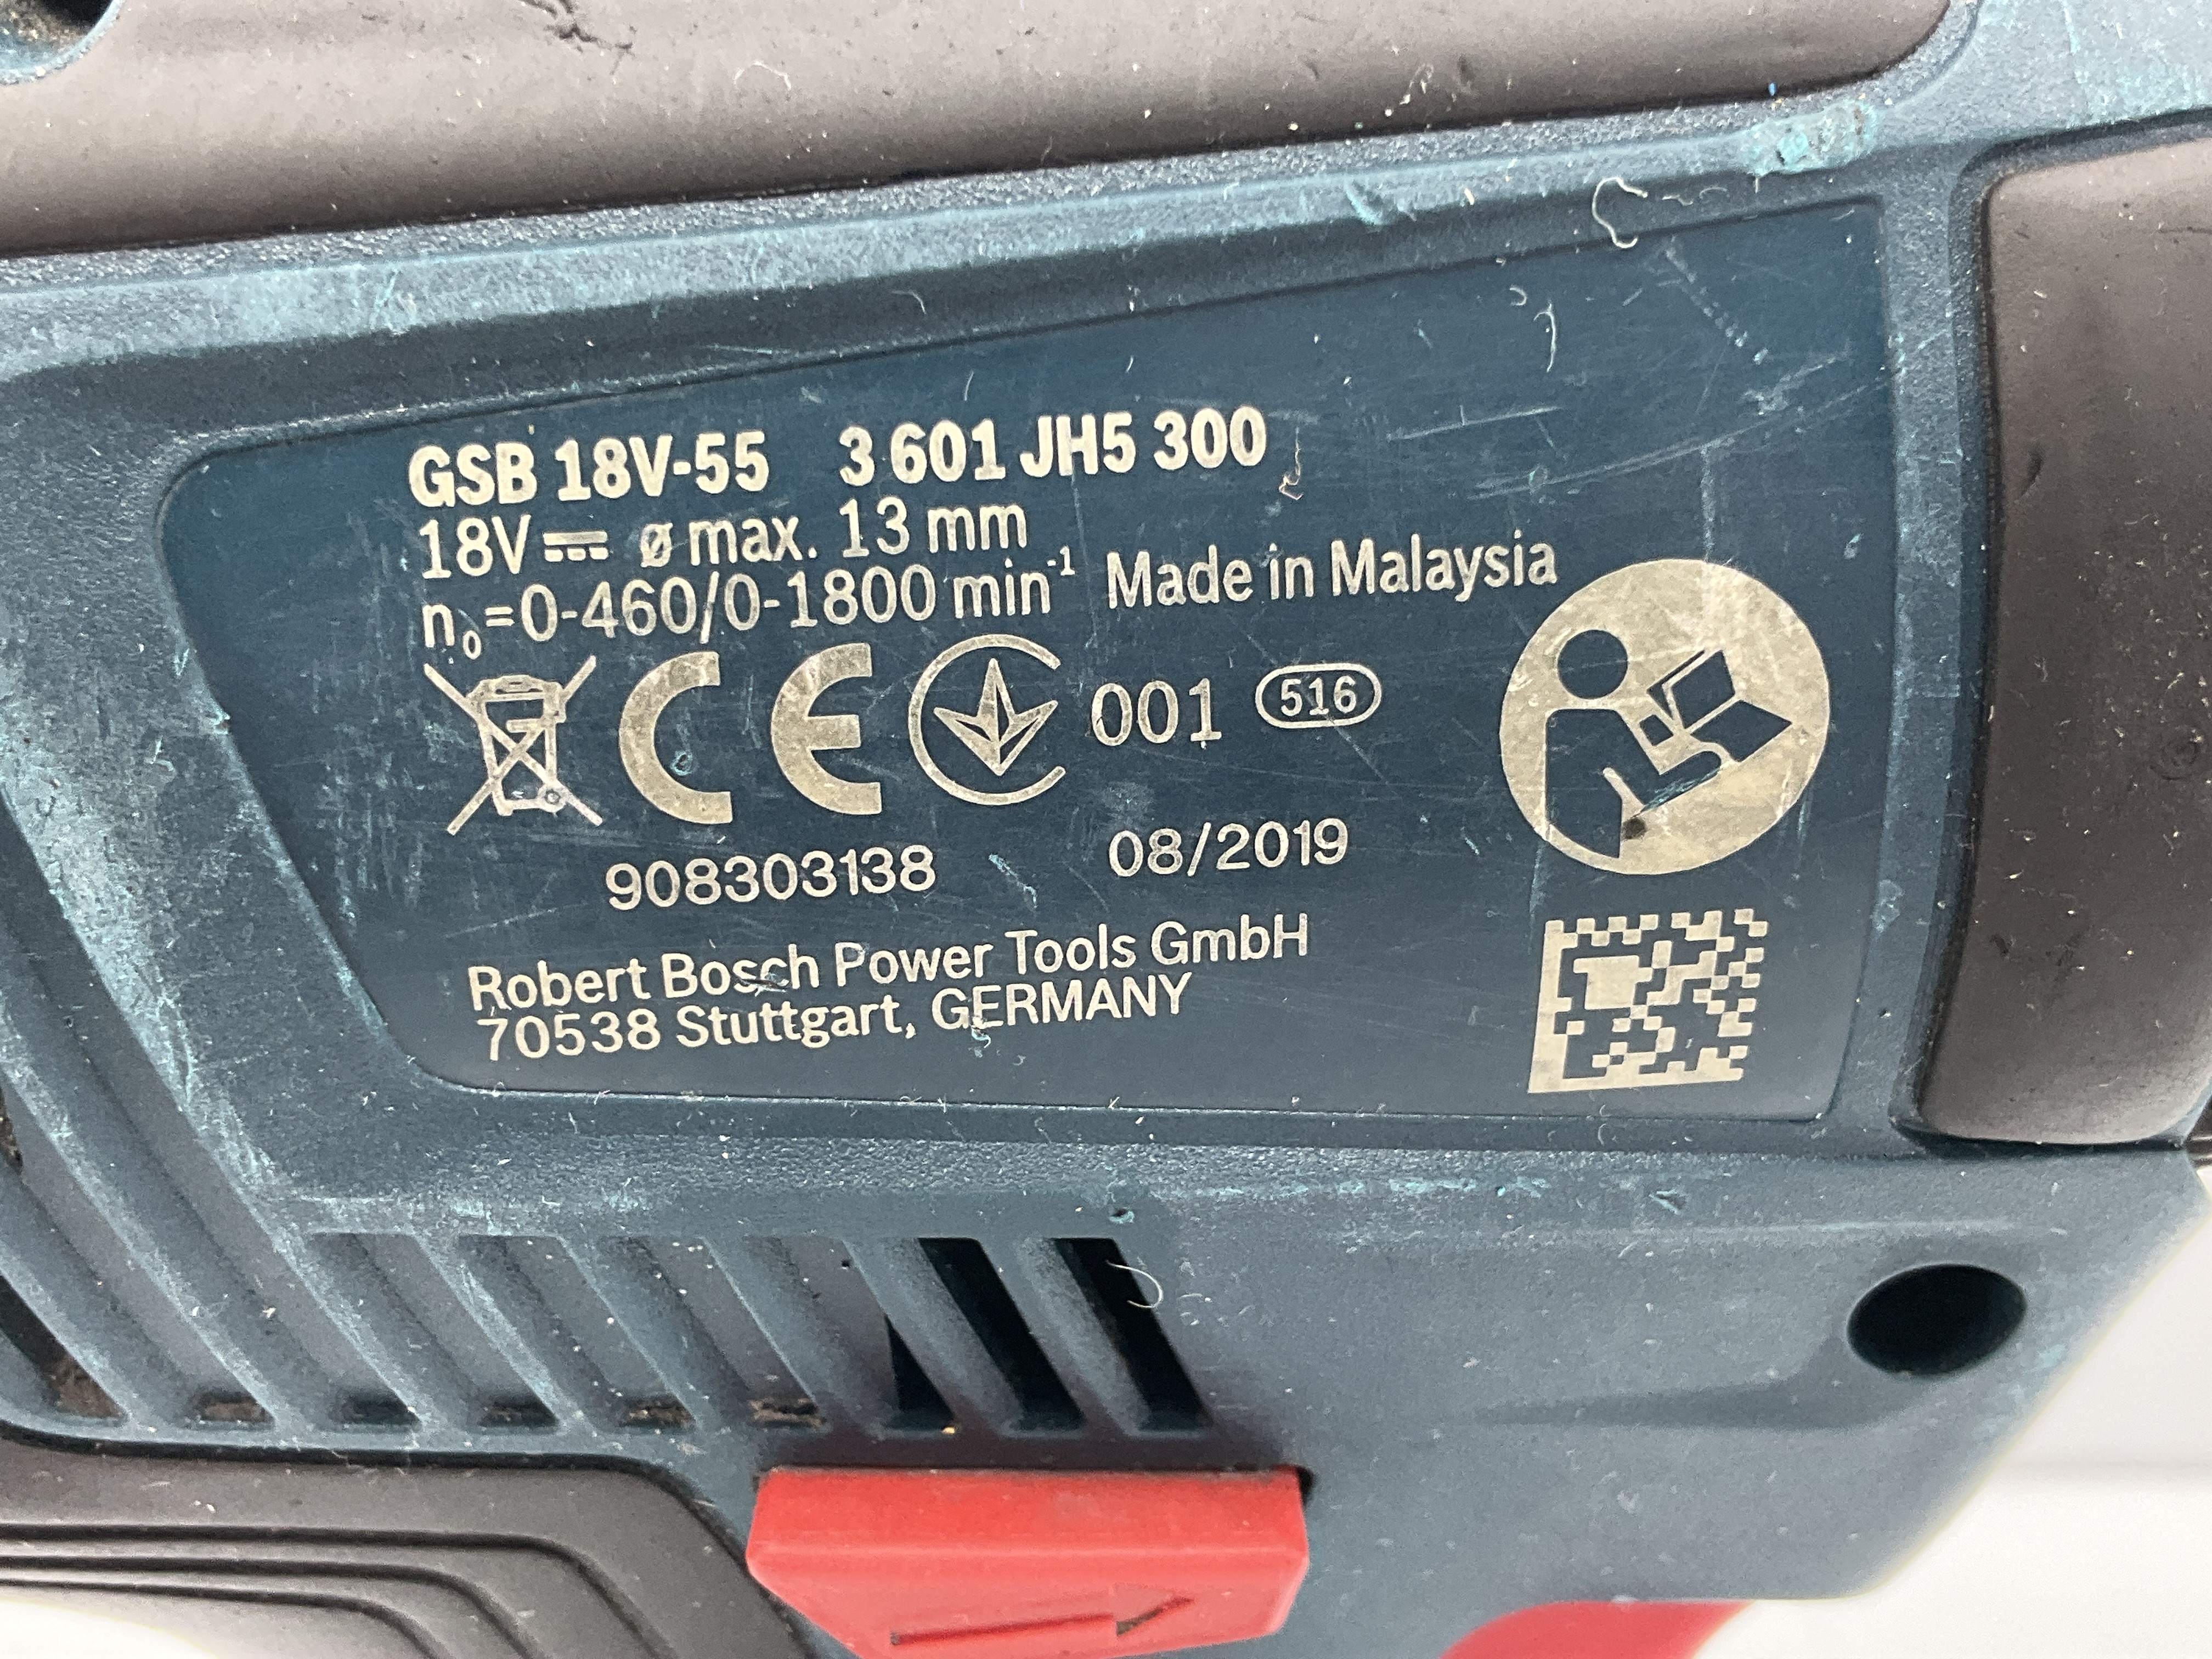 GSB 18V-55 3 601 JH5 300
18V⎓ ø max. 13 mm
n₀=0-460/0-1800 min⁻¹ Made in Malaysia
CE 001 516
908303138 08/2019
Robert Bosch Power Tools GmbH
70538 Stuttgart, GERMANY